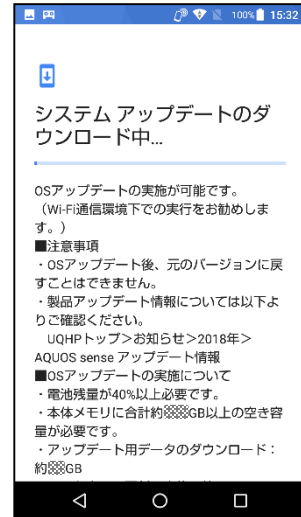 100% 15:32
システム アップデートのダ
ウンロード中...
OSアップデートの実施が可能です。
（Wi-Fi通信環境下での実行をお勧めしま
す。）
■注意事項
・OSアップデート後、元のバージョンに戻
すことはできません。
・製品アップデート情報については以下よ
りご確認ください。
UQHPトップ＞お知らせ＞2018年＞
AQUOS sense アップデート情報
■OSアップデートの実施について
・電池残量が40%以上必要です。
・本体メモリに合計約GB以上の空き容
量が必要です。
・アップデート用データのダウンロード：
約GB